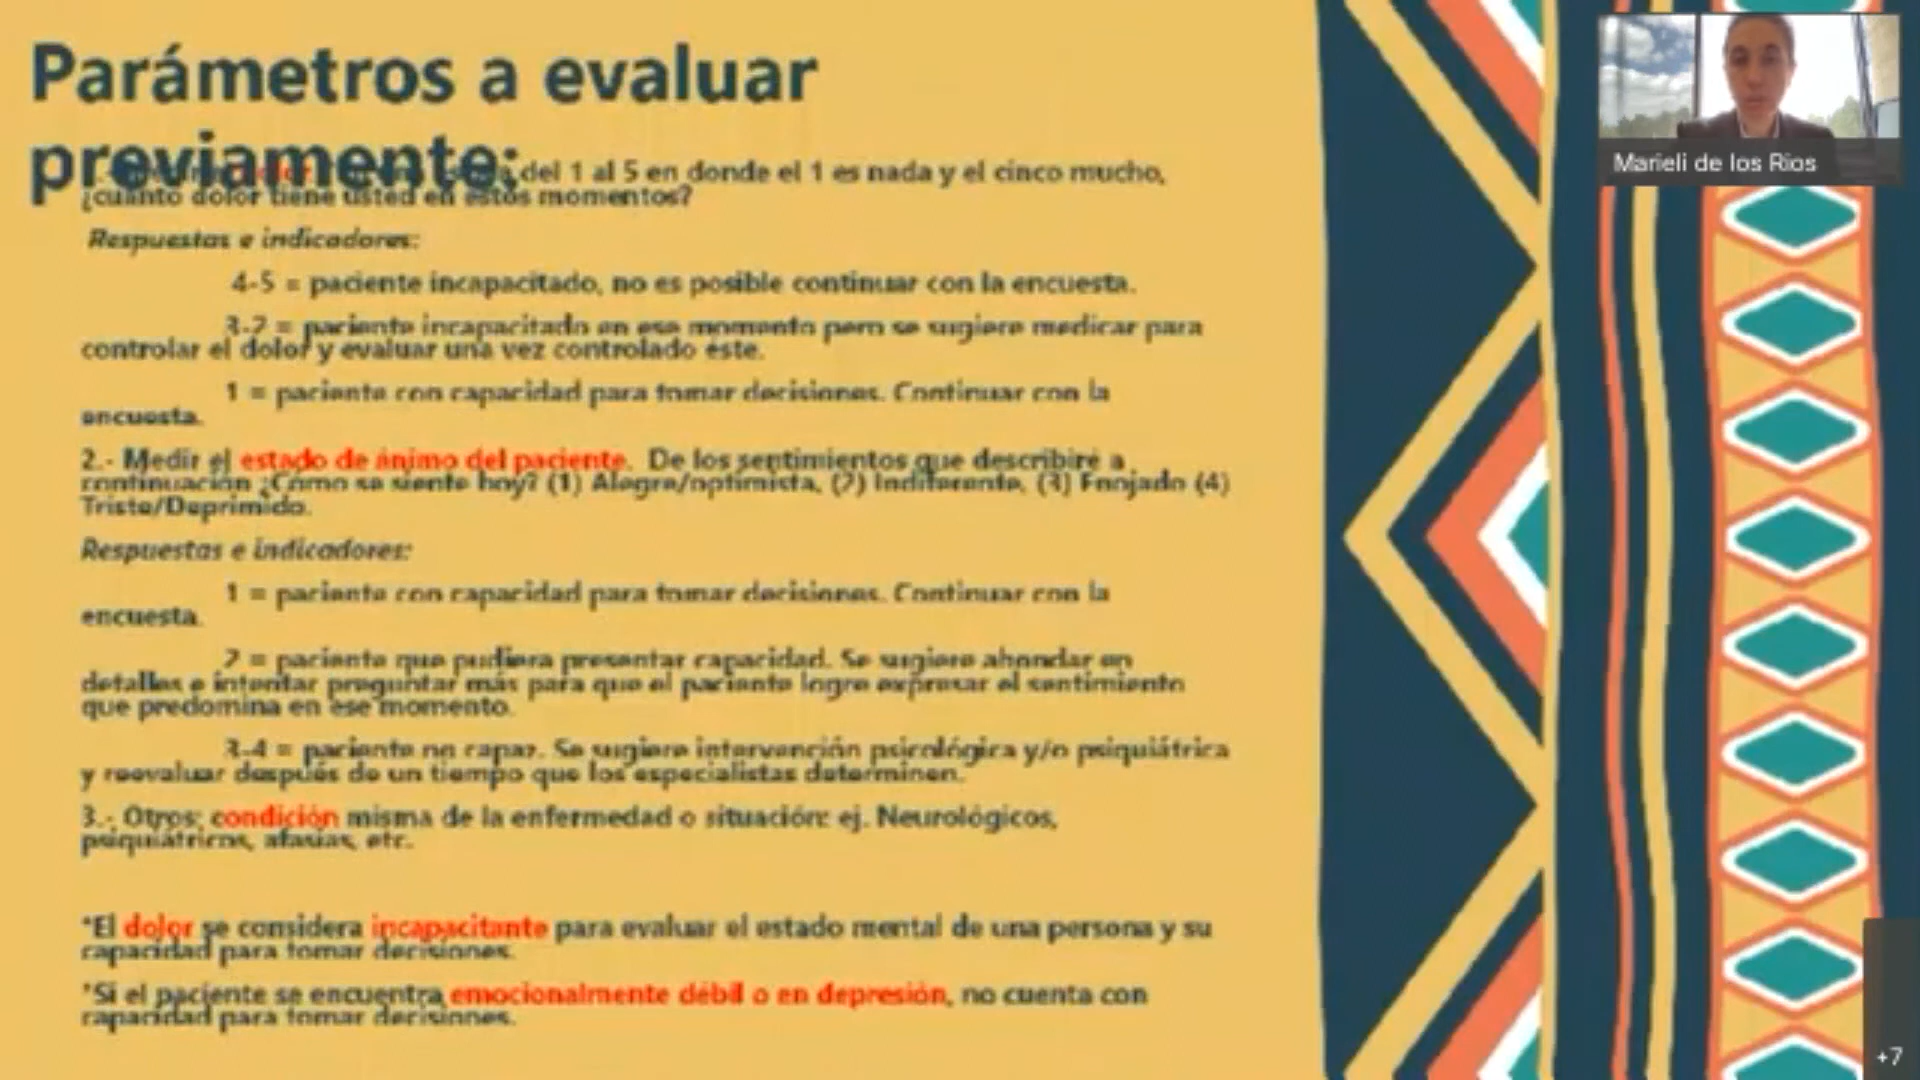 Parámetros a evaluar
previamente:
dolor del 1 al 5 en donde el 1 es nada y el cinco mucho,
¿cuánto dolor tiene usted en estos momentos?
Respuestas e indicadores:
4-5 = paciente incapacitado, no es posible continuar con la encuesta.
3-2 = paciente incapacitado en ese momento pero se sugiere medicar para
controlar el dolor y evaluar una vez controlado éste.
1 = paciente con capacidad para tomar decisiones. Continuar con la
encuesta.
2.- Medir el estado de ánimo del paciente. De los sentimientos que describiré a
continuación ¿Cómo se siente hoy? (1) Alegre/optimista, (2) Indiferente, (3) Enojado (4)
Triste/Deprimido.
Respuestas e indicadores:
1 = paciente con capacidad para tomar decisiones. Continuar con la
encuesta.
2 = paciente que pudiera presentar capacidad. Se sugiere ahondar en
detalles e intentar preguntar más para que el paciente logre expresar el sentimiento
que predomina en ese momento.
3-4 = paciente no capaz. Se sugiere intervención psicológica y/o psiquiátrica
y reevaluar después de un tiempo que los especialistas determinen.
3.- Otros: condición misma de la enfermedad o situación: ej. Neurológicos,
psiquiátricos, afasias, etc.
*El dolor se considera incapacitante para evaluar el estado mental de una persona y su
capacidad para tomar decisiones.
*Si el paciente se encuentra emocionalmente débil o en depresión, no cuenta con
capacidad para tomar decisiones.
Marieli de los Rios
+7